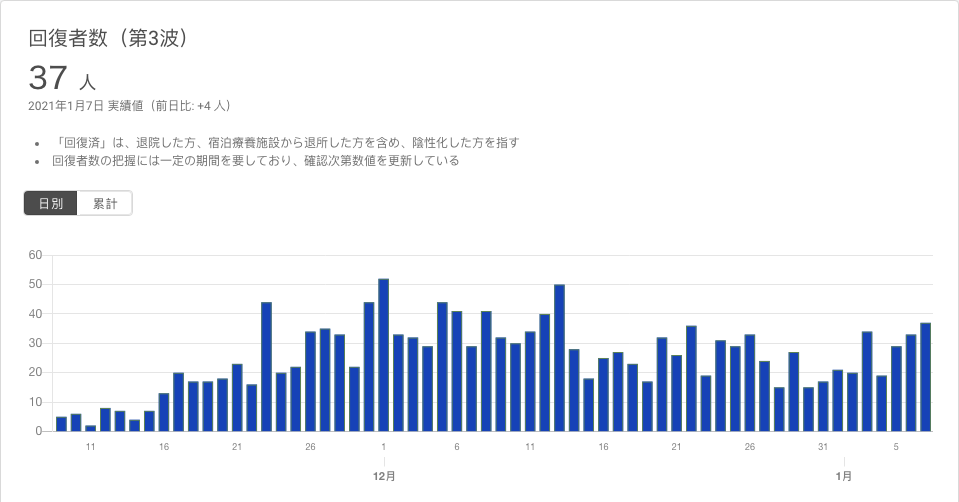 回復者数（第3波）
37 人
2021年1月7日 実績値（前日比: +4 人）
• 「回復済」は、退院した方、宿泊療養施設から退所した方を含め、陰性化した方を指す
• 回復者数の把握には一定の期間を要しており、確認次第数値を更新している
日別 累計
60
50
40
30
20
10
0
11 16 21 26 1 6 11 16 21 26 31 5
12月 1月